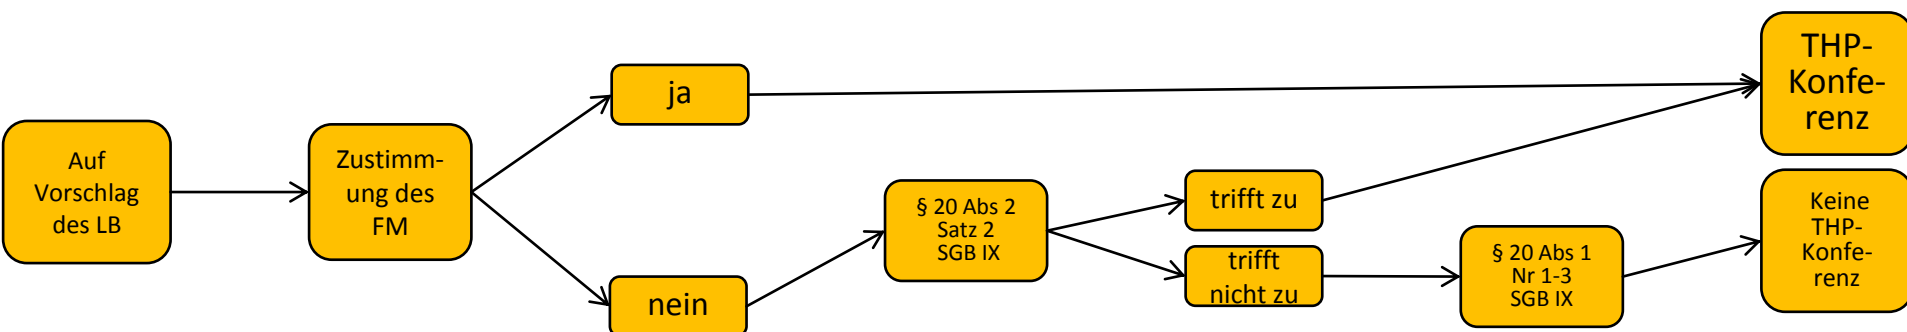 Auf
Vorschlag
des LB
Zustimm-
ung des
FM
ja
nein
§ 20 Abs 2
Satz 2
SGB IX
trifft zu
trifft
nicht zu
§ 20 Abs 1
Nr 1-3
SGB IX
THP-
Konfe-
renz
Keine
THP-
Konfe-
renz